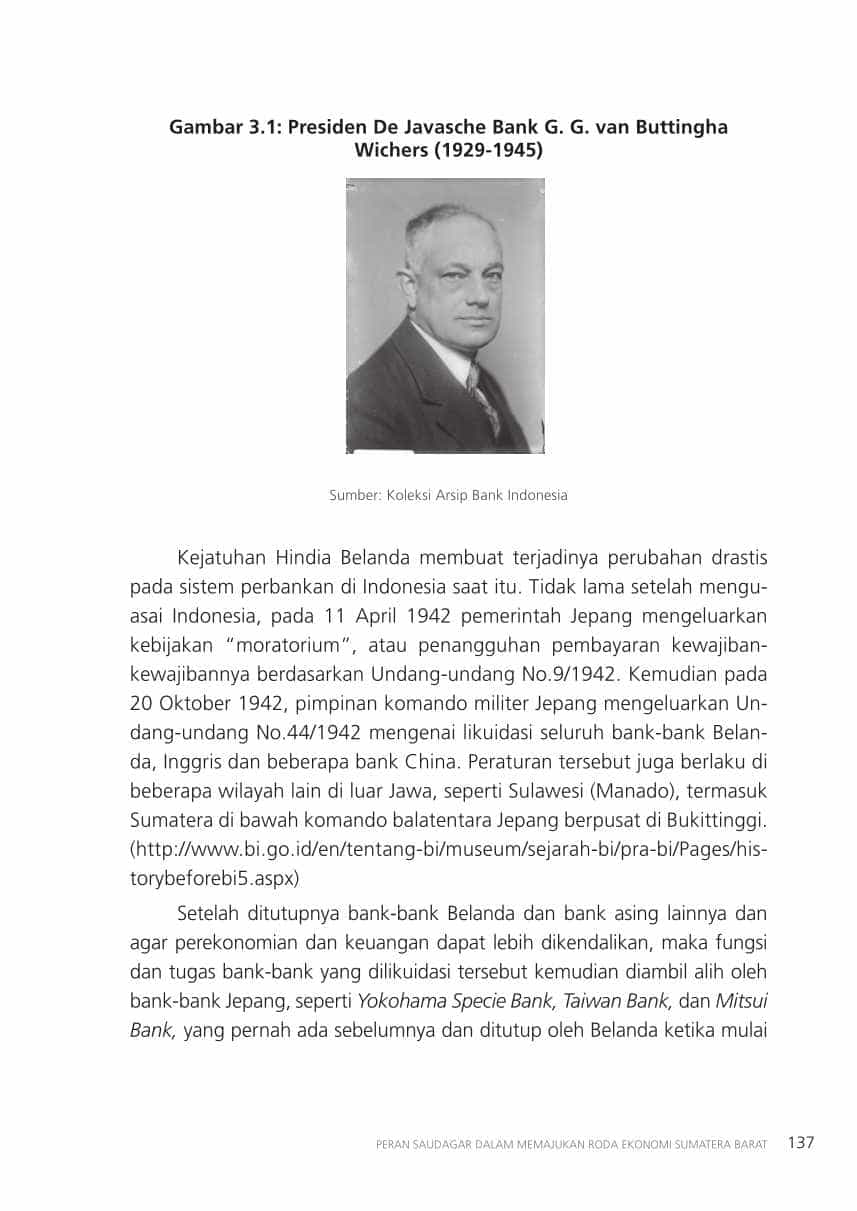 Gambar 3.1: Presiden De Javasche Bank G. G. van Buttingha
Wichers (1929-1945)
Sumber: Koleksi Arsip Bank Indonesia
Kejatuhan Hindia Belanda membuat terjadinya perubahan drastis
pada sistem perbankan di Indonesia saat itu. Tidak lama setelah mengu-
asai Indonesia, pada 11 April 1942 pemerintah Jepang mengeluarkan
kebijakan “moratorium”, atau penangguhan pembayaran kewajiban-
kewajibannya berdasarkan Undang-undang No.9/1942. Kemudian pada
20 Oktober 1942, pimpinan komando militer Jepang mengeluarkan Un-
dang-undang No.44/1942 mengenai likuidasi seluruh bank-bank Belan-
da, Inggris dan beberapa bank China. Peraturan tersebut juga berlaku di
beberapa wilayah lain di luar Jawa, seperti Sulawesi (Manado), termasuk
Sumatera di bawah komando balatentara Jepang berpusat di Bukittinggi.
(http://www.bi.go.id/en/tentang-bi/museum/sejarah-bi/pra-bi/Pages/his-
torybeforebi5.aspx)
Setelah ditutupnya bank-bank Belanda dan bank asing lainnya dan
agar perekonomian dan keuangan dapat lebih dikendalikan, maka fungsi
dan tugas bank-bank yang dilikuidasi tersebut kemudian diambil alih oleh
bank-bank Jepang, seperti Yokohama Specie Bank, Taiwan Bank, dan Mitsui
Bank, yang pernah ada sebelumnya dan ditutup oleh Belanda ketika mulai
PERAN SAUDAGAR DALAM MEMAJUKAN RODA EKONOMI SUMATERA BARAT 137